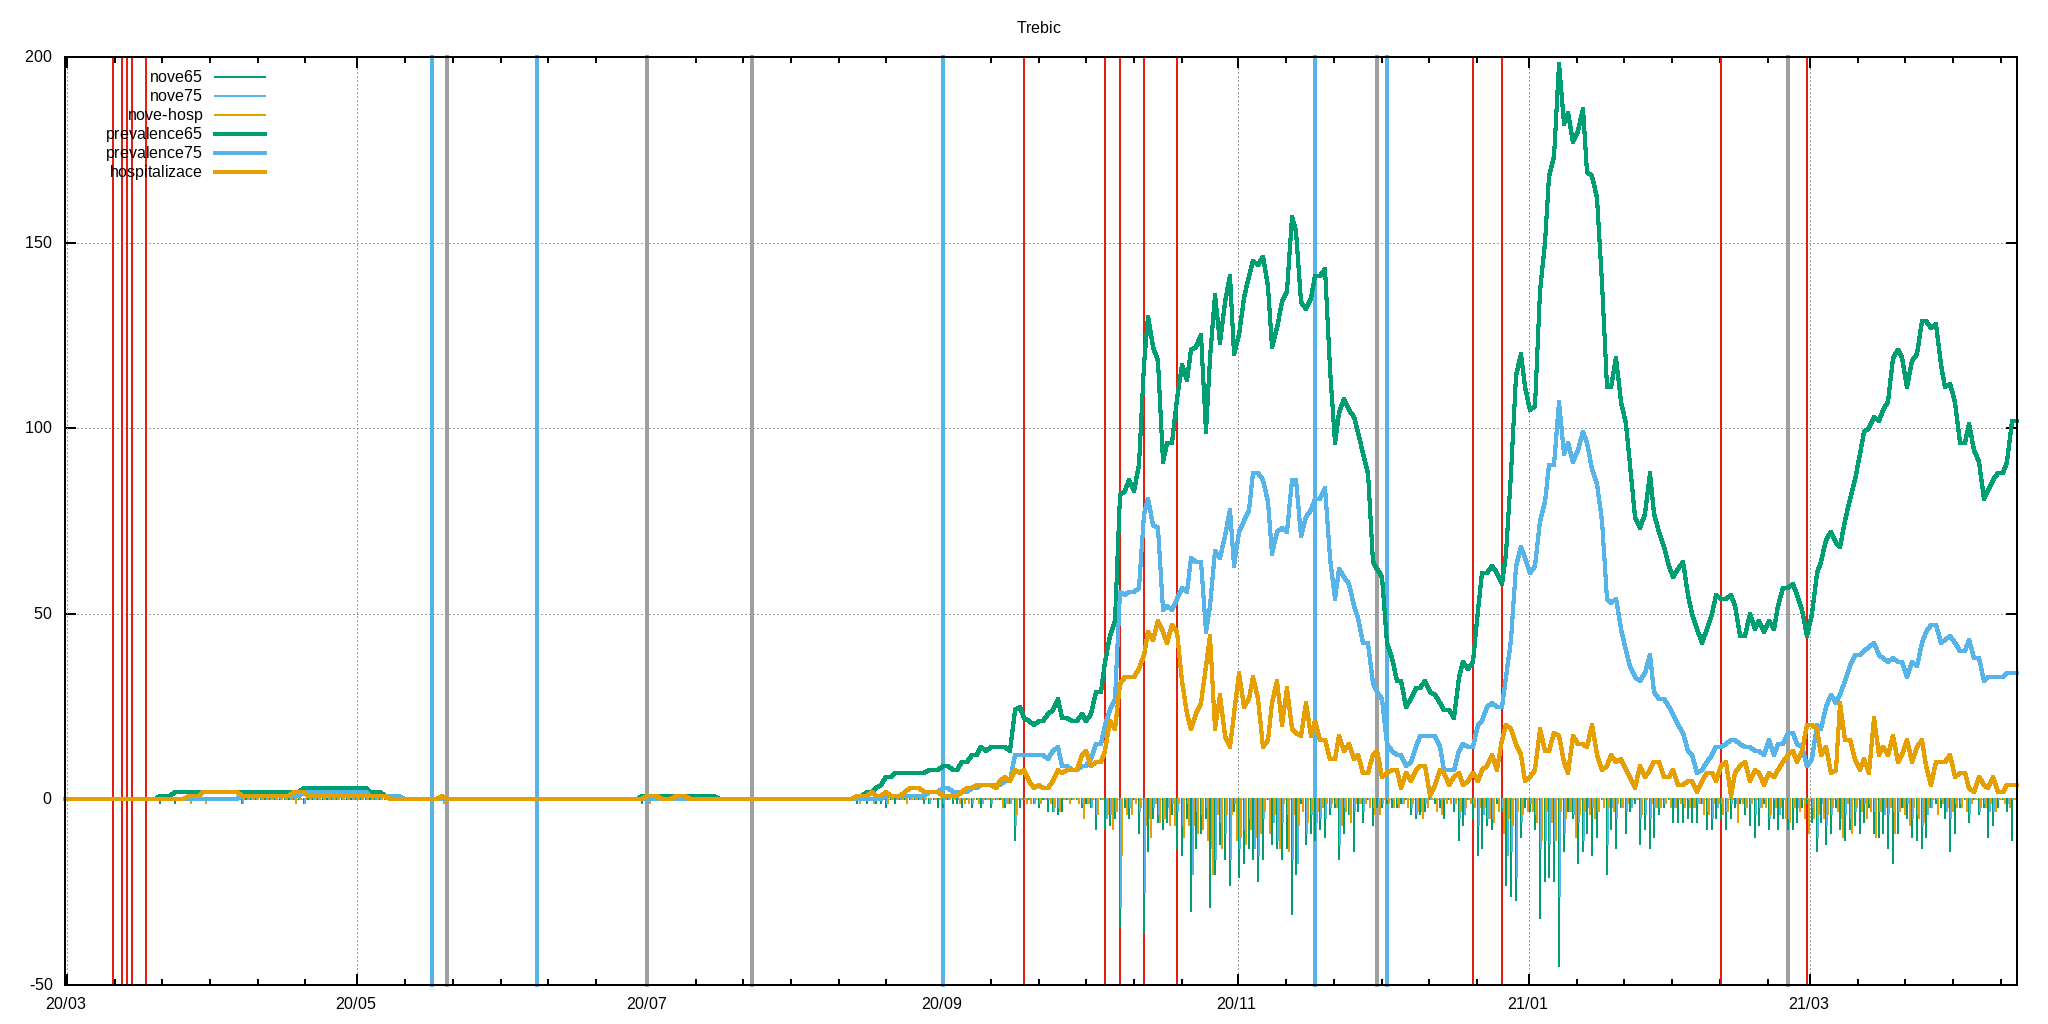 Trebic
200
nove65
nove75
nove-hosp
prevalence65
prevalence75
hospitalizace
150
100
50
0
-50
20/03 20/05 20/07 20/09 20/11 21/01 21/03